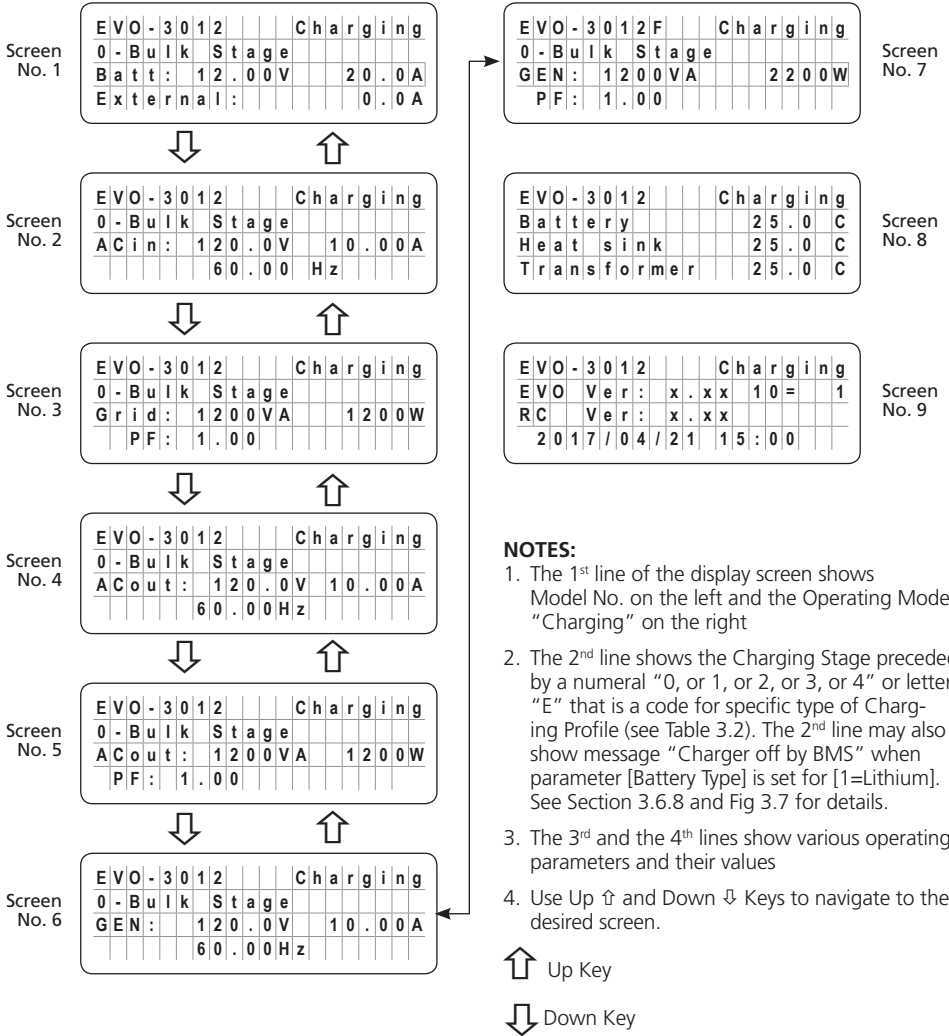 Screen
No. 1
EVO-3012 Charging
0-Bulk Stage
Batt: 12.00V 20.0A
External: 0.0A
Screen
No. 2
EVO-3012 Charging
0-Bulk Stage
ACin: 120.0V 10.00A
60.00 Hz
Screen
No. 3
EVO-3012 Charging
0-Bulk Stage
Grid: 1200VA 1200W
PF: 1.00
Screen
No. 4
EVO-3012 Charging
0-Bulk Stage
ACout: 120.0V 10.00A
60.00Hz
Screen
No. 5
EVO-3012 Charging
0-Bulk Stage
ACout: 1200VA 1200W
PF: 1.00
Screen
No. 6
EVO-3012 Charging
0-Bulk Stage
GEN: 120.0V 10.00A
60.00Hz
EVO-3012F Charging
0-Bulk Stage
GEN: 1200VA 2200W
PF: 1.00
Screen
No. 7
EVO-3012 Charging
Battery 25.0 C
Heat sink 25.0 C
Transformer 25.0 C
Screen
No. 8
EVO-3012 Charging
EVO Ver: x.xx 10= 1
RC Ver: x.xx
2017/04/21 15:00
Screen
No. 9
NOTES:
1. The 1st line of the display screen shows
Model No. on the left and the Operating Mode
"Charging" on the right
2. The 2nd line shows the Charging Stage preceded
by a numeral "0, or 1, or 2, or 3, or 4" or letter
"E" that is a code for specific type of Charg-
ing Profile (see Table 3.2). The 2nd line may also
show message "Charger off by BMS" when
parameter [Battery Type] is set for [1=Lithium].
See Section 3.6.8 and Fig 3.7 for details.
3. The 3rd and the 4th lines show various operating
parameters and their values
4. Use Up ⇧ and Down ⇩ Keys to navigate to the
desired screen.
⇧ Up Key
⇩ Down Key